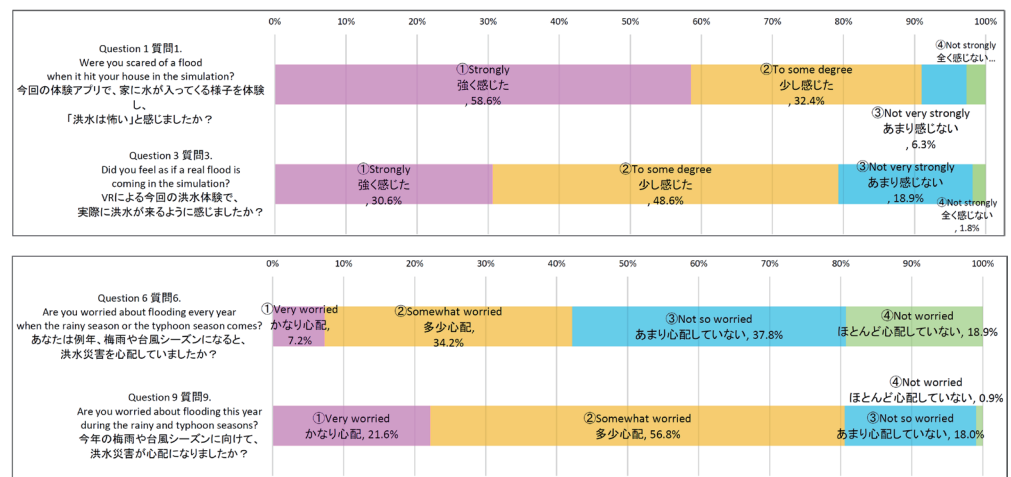 0% 10% 20% 30% 40% 50% 60% 70% 80% 90% 100%
Question 1 質問1.
Were you scared of a flood
when it hit your house in the simulation?
今回の体験アプリで、家に水が入ってくる様子を体験
し、
「洪水は怖い」と感じましたか？
①Strongly
強く感じた
, 58.6%
②To some degree
少し感じた
, 32.4%
③Not very strongly
あまり感じない
, 6.3%
④Not strongly
全く感じない...
Question 3 質問3.
Did you feel as if a real flood is
coming in the simulation?
VRによる今回の洪水体験で、
実際に洪水が来るように感じましたか？
①Strongly
強く感じた
, 30.6%
②To some degree
少し感じた
, 48.6%
③Not very strongly
あまり感じない
, 18.9%
④Not strongly
全く感じない
, 1.8%
0% 10% 20% 30% 40% 50% 60% 70% 80% 90% 100%
Question 6 質問6.
Are you worried about flooding every year
when the rainy season or the typhoon season comes?
あなたは例年、梅雨や台風シーズンになると、
洪水災害を心配していましたか？
①Very worried
かなり心配,
7.2%
②Somewhat worried
多少心配,
34.2%
③Not so worried
あまり心配していない, 37.8%
④Not worried
ほとんど心配していない, 18.9%
Question 9 質問9.
Are you worried about flooding this year
during the rainy and typhoon seasons?
今年の梅雨や台風シーズンに向けて、
洪水災害が心配になりましたか？
①Very worried
かなり心配, 21.6%
②Somewhat worried
多少心配, 56.8%
③Not so worried
あまり心配していない, 18.0%
④Not worried
ほとんど心配していない, 0.9%